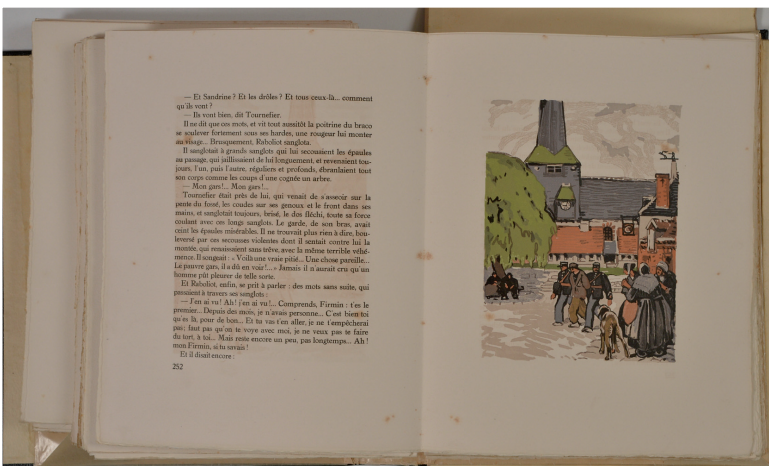 — Et Sandrine ? Et les drôles ? Et tous ceux-là... comment
qu'ils vont ?
— Ils vont bien, dit Tournefier.
Il ne dit que ces mots, et vit tout aussitôt la poitrine du braco
se soulever fortement sous ses hardes, une rougeur lui monter
au visage... Brusquement, Raboliot sanglota.
Il sanglotait à grands sanglots qui lui secouaient les épaules
au passage, qui jaillissaient de lui longuement, et revenaient tou-
jours, l'un, puis l'autre, réguliers et profonds, ébranlaient tout
son corps comme les coups d'une cognée un arbre.
— Mon gars !... Mon gars !...
Tournefier était près de lui, qui venait de s'asseoir sur la
pente du fossé, les coudes sur ses genoux et le front dans ses
mains, et sanglotait toujours, brisé, le dos fléchi, toute sa force
coulant avec ces longs sanglots. Le garde, de son bras, avait
ceint les épaules misérables. Il ne trouvait plus rien à dire, bou-
leversé par ces secousses violentes dont il sentait contre lui la
montée, qui renaissaient sans trêve, avec la même terrible véhé-
mence. Il songeait : « Voilà une vraie pitié... Une chose pareille...
Le pauvre gars, il a dû en voir !... » Jamais il n'aurait cru qu'un
homme pût pleurer de telle sorte.
Et Raboliot, enfin, se prit à parler : des mots sans suite, qui
passaient à travers ses sanglots :
— J'en ai vu ! Ah ! j'en ai vu !... Comprends, Firmin : t'es le
premier... Depuis des mois, je n'avais personne... C'est bien toi
qu'es là, pour de bon... Et tu vas t'en aller, je ne t'empêcherai
pas; faut pas qu'on te voye avec moi, je ne veux pas te faire
du tort, à toi... Mais reste encore un peu, pas longtemps... Ah !
mon Firmin, si tu savais !
Et il disait encore :
252